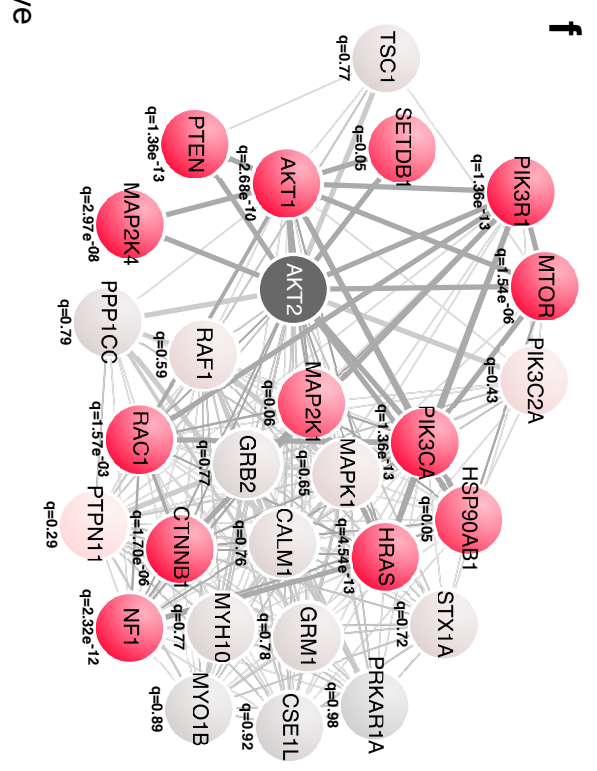 f
ve
TSC1
q=0.77
SETDB1
q=0.05
PIK3R1
q=1.36e-13
PTEN
q=1.36e-13
AKT1
q=2.68e-10
MAP2K4
q=2.97e-08
MTOR
q=1.54e-06
AKT2
PIK3C2A
q=0.43
PPP1CC
q=0.79
RAF1
q=0.59
MAP2K1
q=0.06
PIK3CA
q=1.36e-13
RAC1
q=1.57e-03
GRB2
q=0.77
MAPK1
q=0.65
HSP90AB1
q=0.05
PTPN11
q=0.29
CTNNB1
q=1.70e-06
CALM1
q=0.76
HRAS
q=4.54e-13
STX1A
q=0.72
NF1
q=2.32e-12
MYH10
q=0.77
GRM1
q=0.78
PRKAR1A
q=0.98
MYO1B
q=0.89
CSE1L
q=0.92